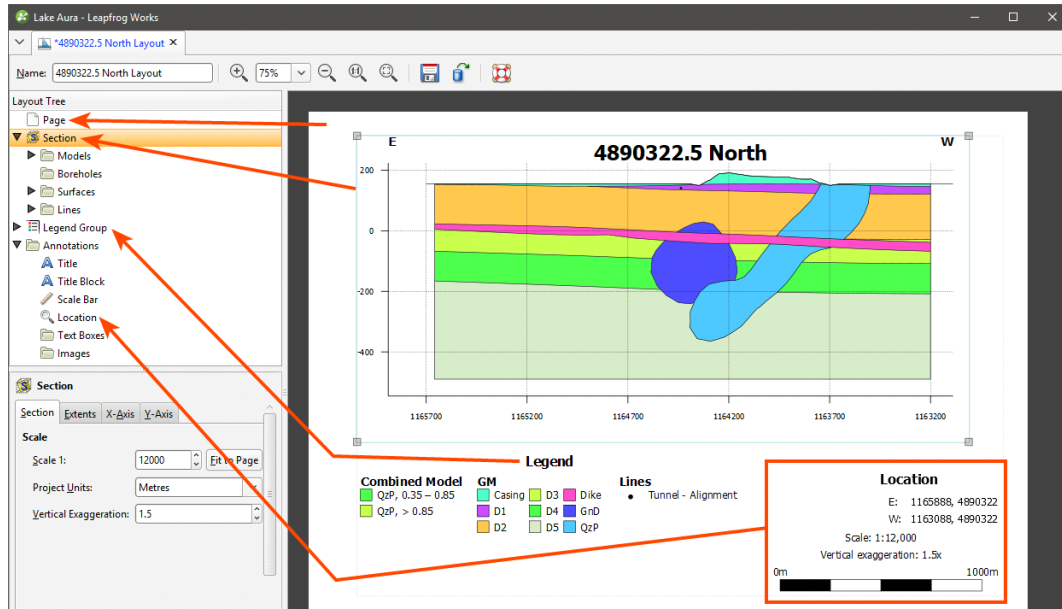 Lake Aura - Leapfrog Works
*4890322.5 North Layout
Name: 4890322.5 North Layout 75%
Layout Tree
Page
Section
Models
Boreholes
Surfaces
Lines
Legend Group
Annotations
Title
Title Block
Scale Bar
Location
Text Boxes
Images
Section
Section Extents X-Axis Y-Axis
Scale
Scale 1: 12000 Fit to Page
Project Units: Metres
Vertical Exaggeration: 1.5
E W
4890322.5 North
200
0
-200
-400
1165700 1165200 1164700 1164200 1163700 1163200
Legend
Combined Model GM Lines
QzP, 0.35 – 0.85 Casing D3 Dike Tunnel - Alignment
QzP, > 0.85 D1 D4 GnD
D2 D5 QzP
Location
E: 1165888, 4890322
W: 1163088, 4890322
Scale: 1:12,000
Vertical exaggeration: 1.5x
0m 1000m